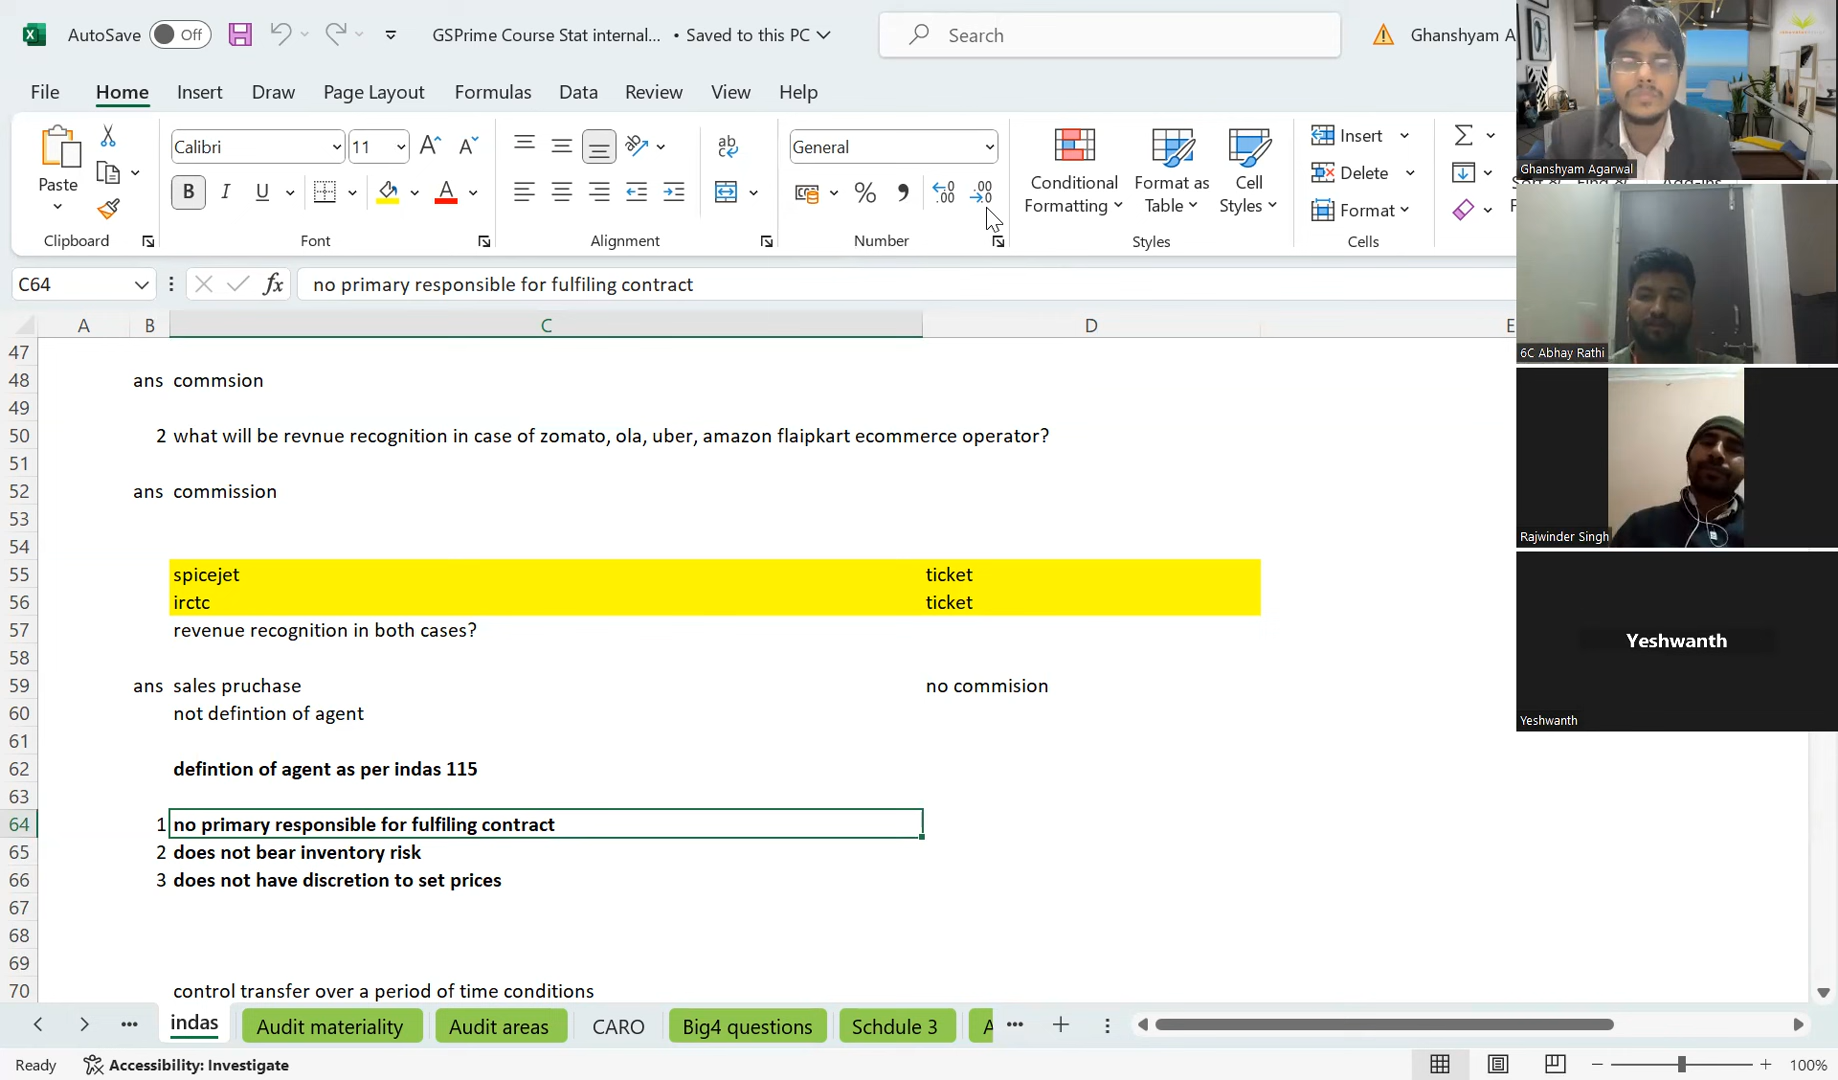 AutoSave Off GSPrime Course Stat internal... • Saved to this PC Search Ghanshyam A
File Home Insert Draw Page Layout Formulas Data Review View Help
Paste Calibri 11 General Conditional Formatting Format as Table Cell Styles Insert Delete Format
Clipboard Font Alignment Number Styles Cells
C64 fx no primary responsible for fulfiling contract
A B C D E
47
48 ans commsion
49
50 2 what will be revnue recognition in case of zomato, ola, uber, amazon flaipkart ecommerce operator?
51
52 ans commission
53
54
55 spicejet ticket
56 irctc ticket
57 revenue recognition in both cases?
58
59 ans sales pruchase no commision
60 not defintion of agent
61
62 defintion of agent as per indas 115
63
64 1 no primary responsible for fulfiling contract
65 2 does not bear inventory risk
66 3 does not have discretion to set prices
67
68
69
70 control transfer over a period of time conditions
indas Audit materiality Audit areas CARO Big4 questions Schdule 3 A
Ready Accessibility: Investigate 100%
Ghanshyam Agarwal
6C Abhay Rathi
Rajwinder Singh
Yeshwanth
Yeshwanth